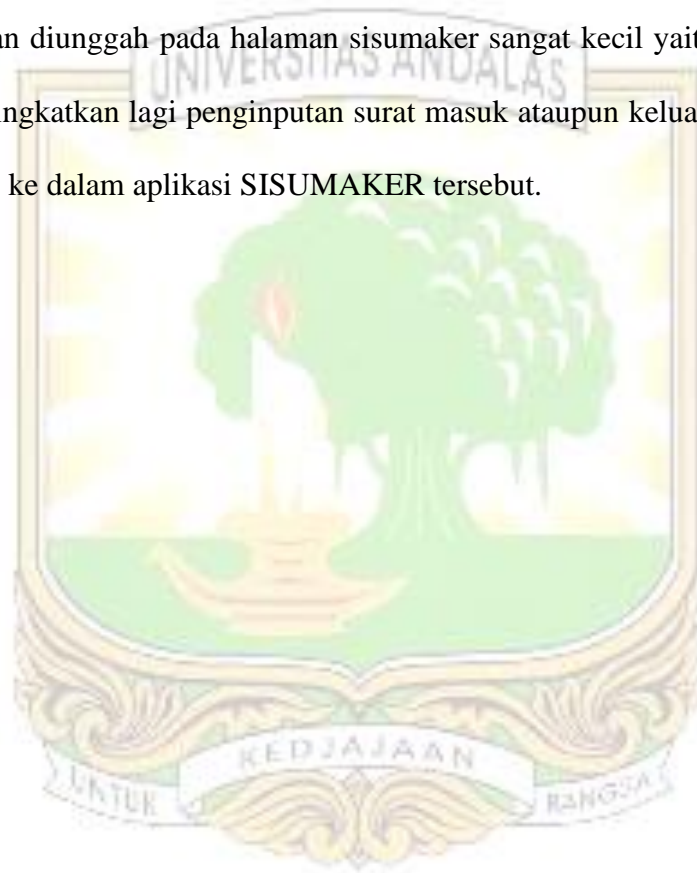 an diunggah pada halaman sisumaker sangat kecil yait
UNIVERSITAS ANDALAS
ingkatkan lagi penginputan surat masuk ataupun kelua
ke dalam aplikasi SISUMAKER tersebut.
KEDJAJAAN
UNTUK
BANGSA